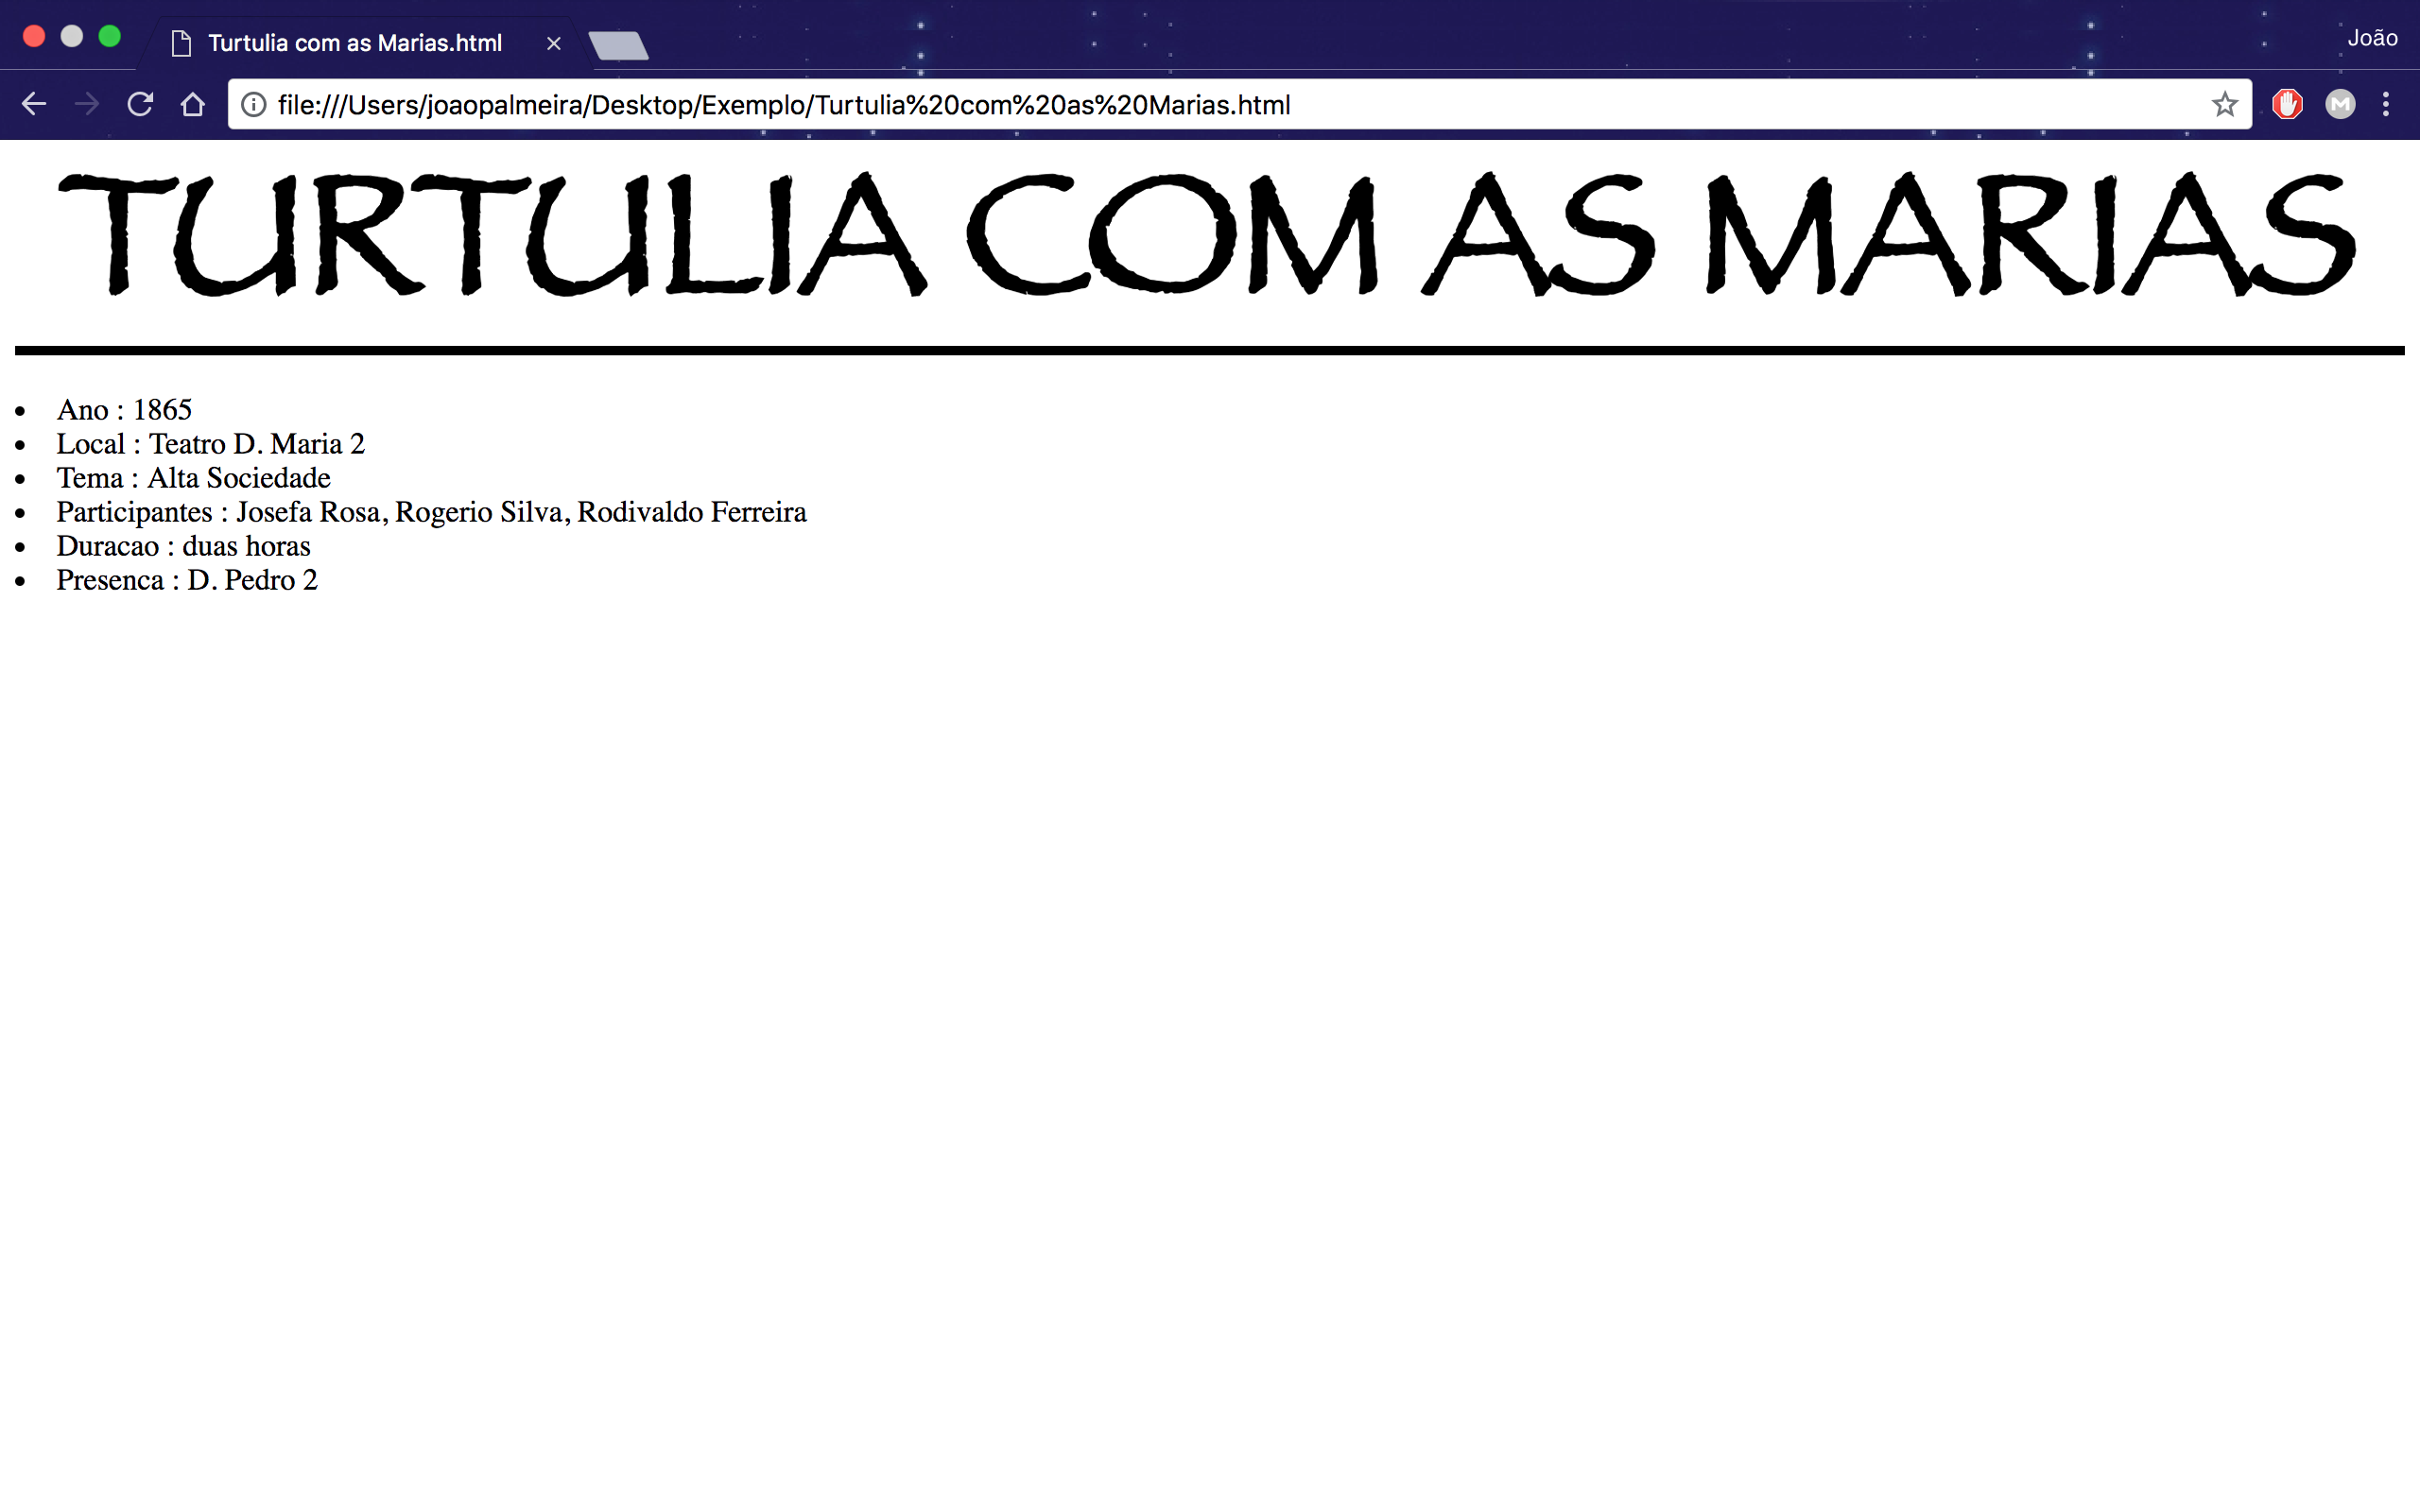 Turtulia com as Marias.html
João
file:///Users/joaopalmeira/Desktop/Exemplo/Turtulia%20com%20as%20Marias.html
M
TURTULIA COM AS MARIAS
• Ano : 1865
• Local : Teatro D. Maria 2
• Tema : Alta Sociedade
• Participantes : Josefa Rosa, Rogerio Silva, Rodivaldo Ferreira
• Duracao : duas horas
• Presenca : D. Pedro 2